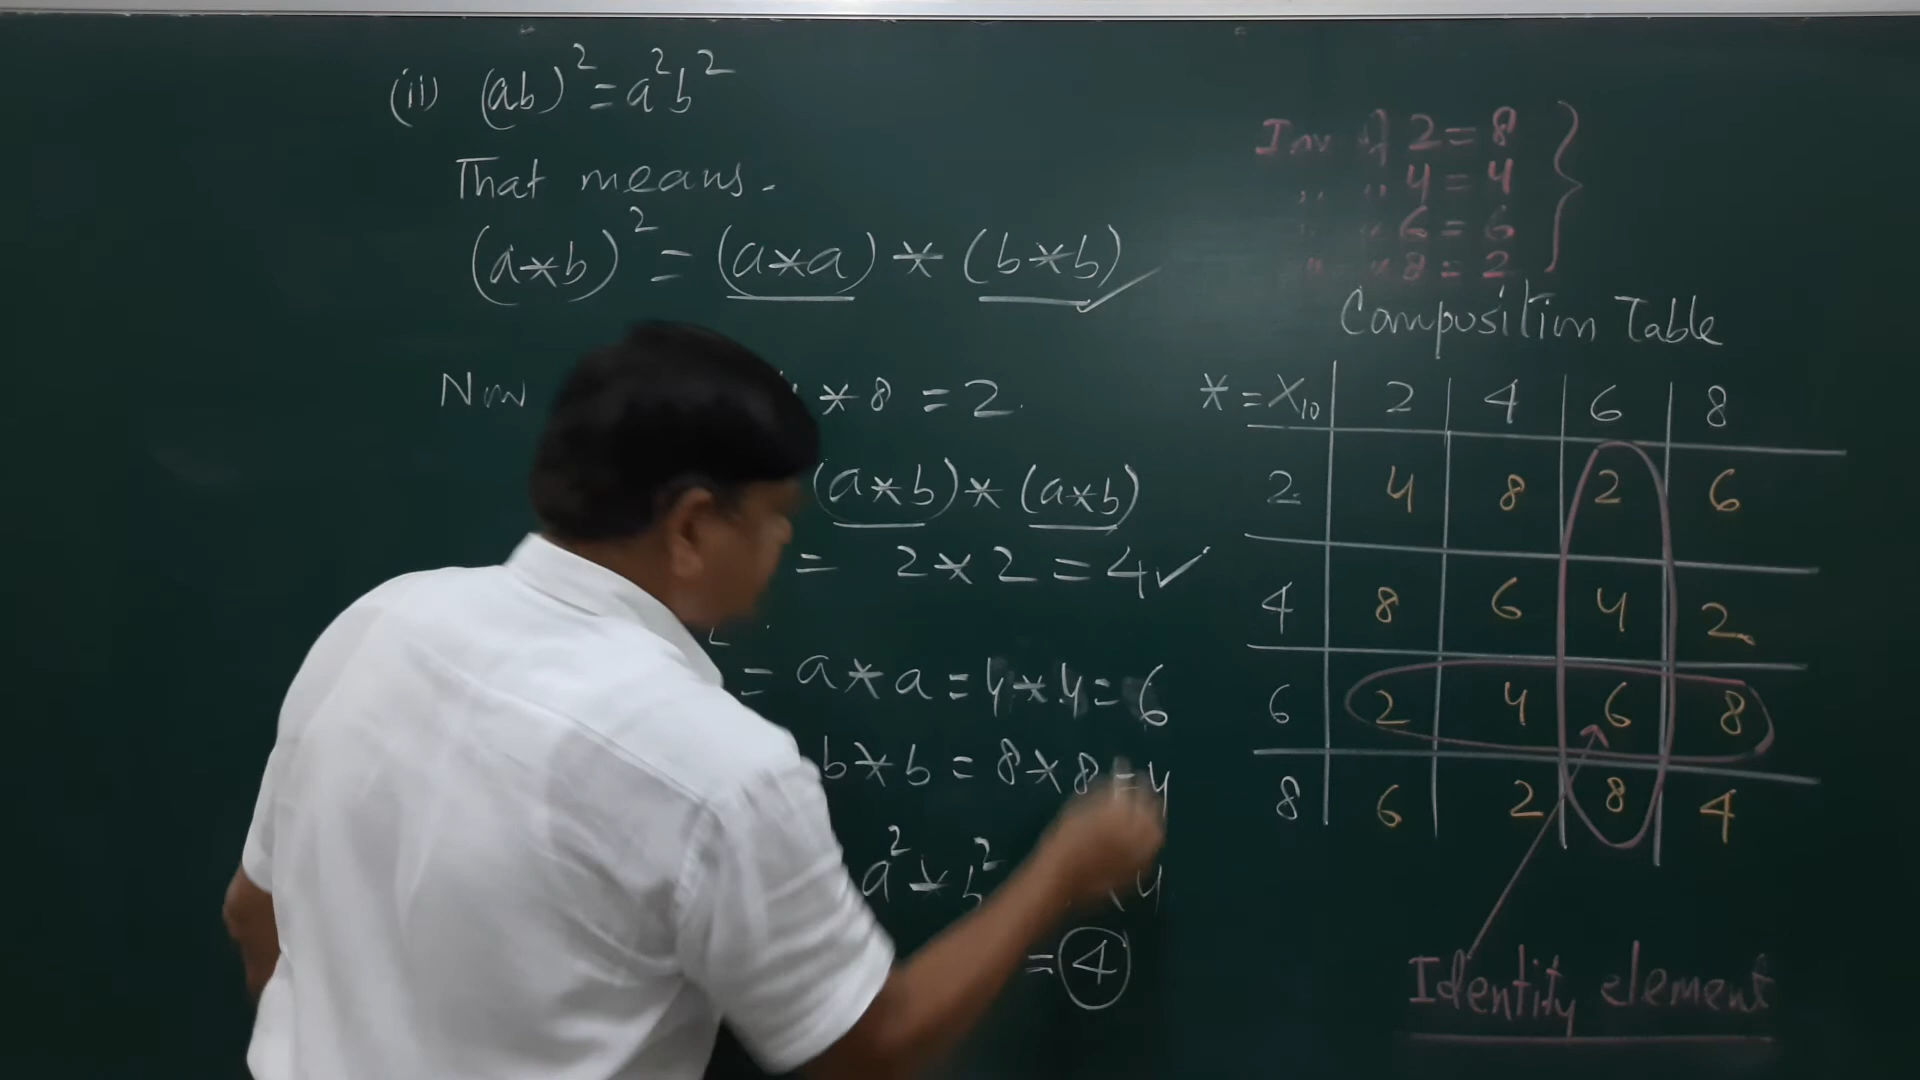 (ii) (ab)² = a²b²
That means.
(a*b)² = (a*a) * (b*b) ✓
Now * 8 = 2.
(a*b) * (a*b)
= 2*2 = 4 ✓
= a*a = 4*4 = 6
b*b = 8*8 = 4
a² * b² 4
= 4
Inv of 2 = 8
,, ,, 4 = 4
,, ,, 6 = 6
,, ,, 8 = 2
Composition Table
* = X₁₀ 2 4 6 8
2 4 8 2 6
4 8 6 4 2
6 2 4 6 8
8 6 2 8 4
Identity element